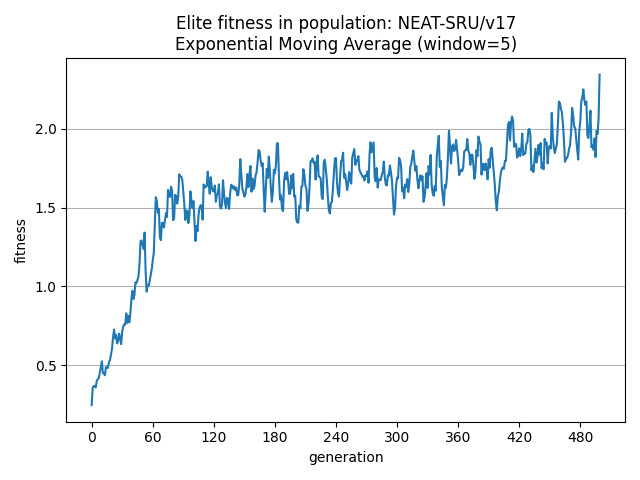 Elite fitness in population: NEAT-SRU/v17
Exponential Moving Average (window=5)
fitness
2.0
1.5
1.0
0.5
0 60 120 180 240 300 360 420 480
generation